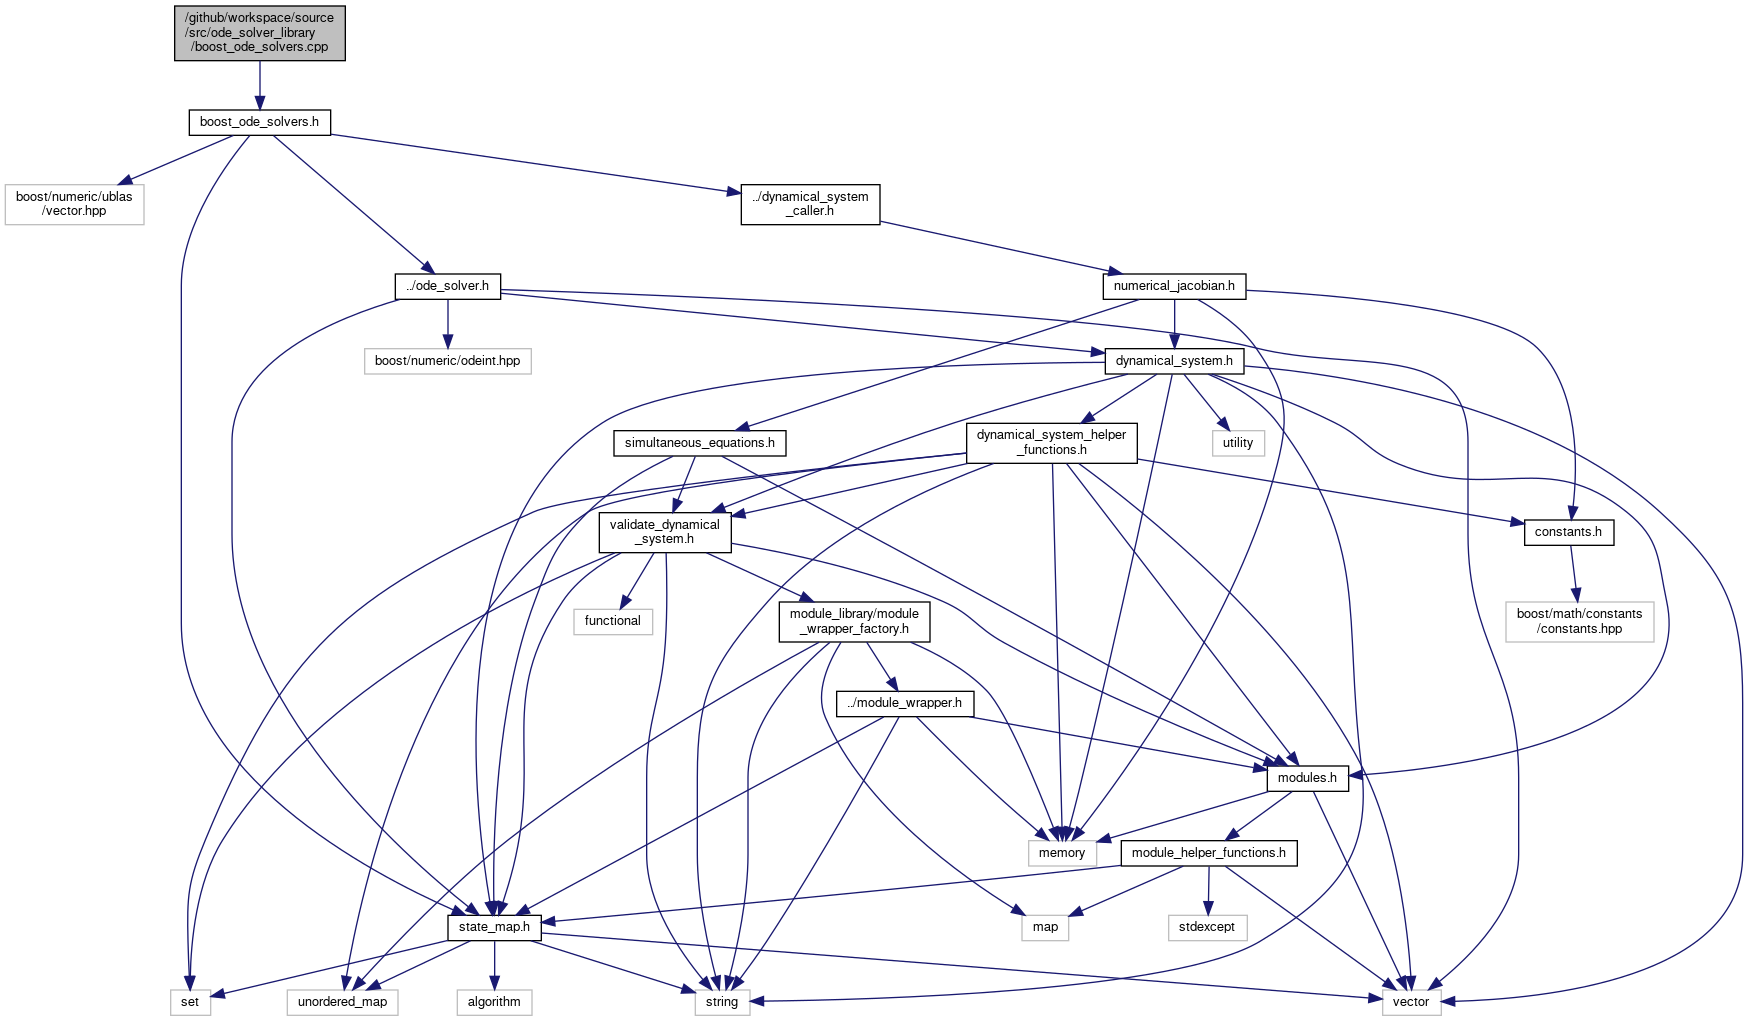 /github/workspace/source
/src/ode_solver_library
/boost_ode_solvers.cpp
boost_ode_solvers.h
boost/numeric/ublas
/vector.hpp
../dynamical_system
_caller.h
../ode_solver.h
numerical_jacobian.h
boost/numeric/odeint.hpp
dynamical_system.h
simultaneous_equations.h
dynamical_system_helper
_functions.h
utility
validate_dynamical
_system.h
constants.h
functional
module_library/module
_wrapper_factory.h
boost/math/constants
/constants.hpp
../module_wrapper.h
modules.h
memory
module_helper_functions.h
state_map.h
map
stdexcept
set
unordered_map
algorithm
string
vector